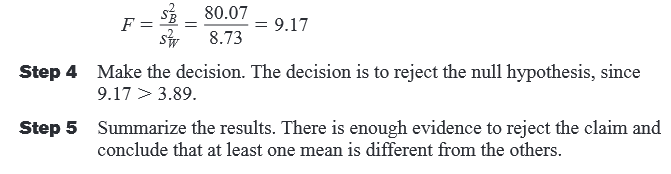 F = s²_B / s²_W = 80.07 / 8.73 = 9.17
Step 4 Make the decision. The decision is to reject the null hypothesis, since
9.17 > 3.89.
Step 5 Summarize the results. There is enough evidence to reject the claim and
conclude that at least one mean is different from the others.